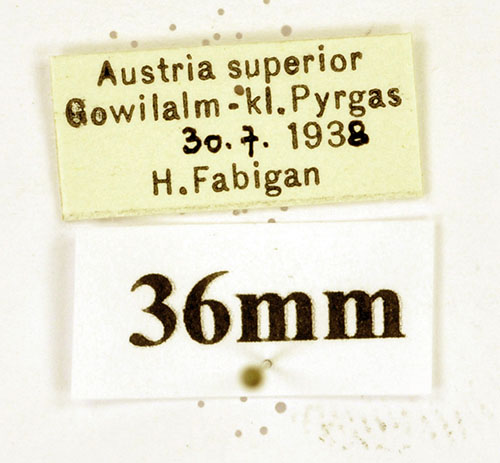 Austria superior
Gowilalm-kl.Pyrgas
30.7. 1938
H.Fabigan
36mm